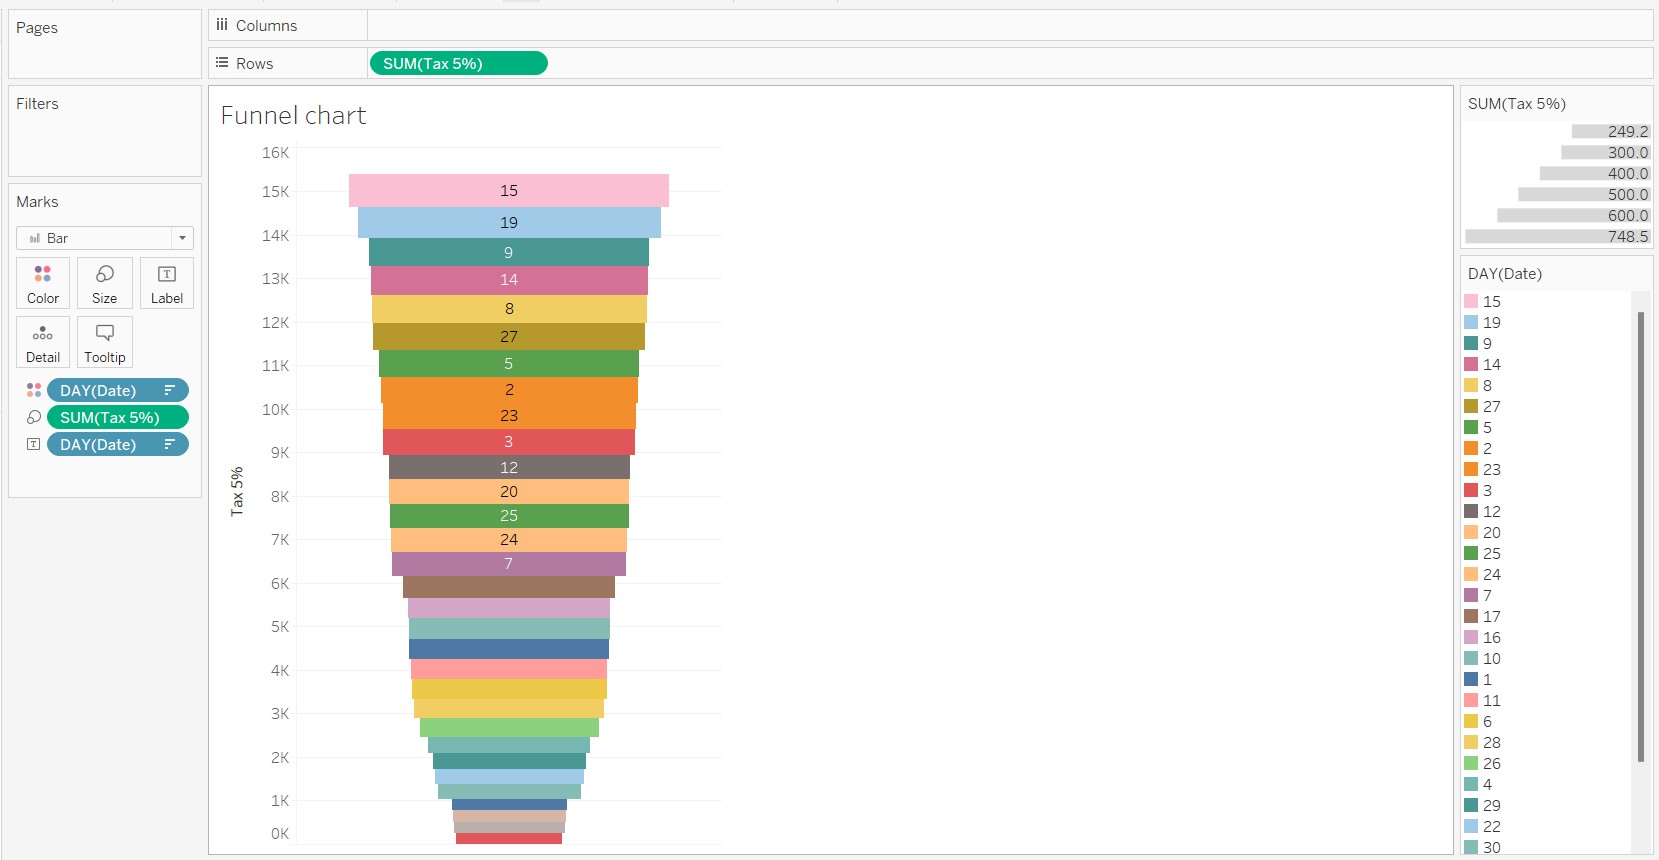 Pages
Columns
Rows
SUM(Tax 5%)
Filters
Marks
Bar
Color
Size
Label
Detail
Tooltip
DAY(Date)
SUM(Tax 5%)
DAY(Date)
Funnel chart
16K
15K
14K
13K
12K
11K
10K
9K
8K
7K
6K
5K
4K
3K
2K
1K
0K
Tax 5%
15
19
9
14
8
27
5
2
23
3
12
20
25
24
7
SUM(Tax 5%)
249.2
300.0
400.0
500.0
600.0
748.5
DAY(Date)
15
19
9
14
8
27
5
2
23
3
12
20
25
24
7
17
16
10
1
11
6
28
26
4
29
22
30